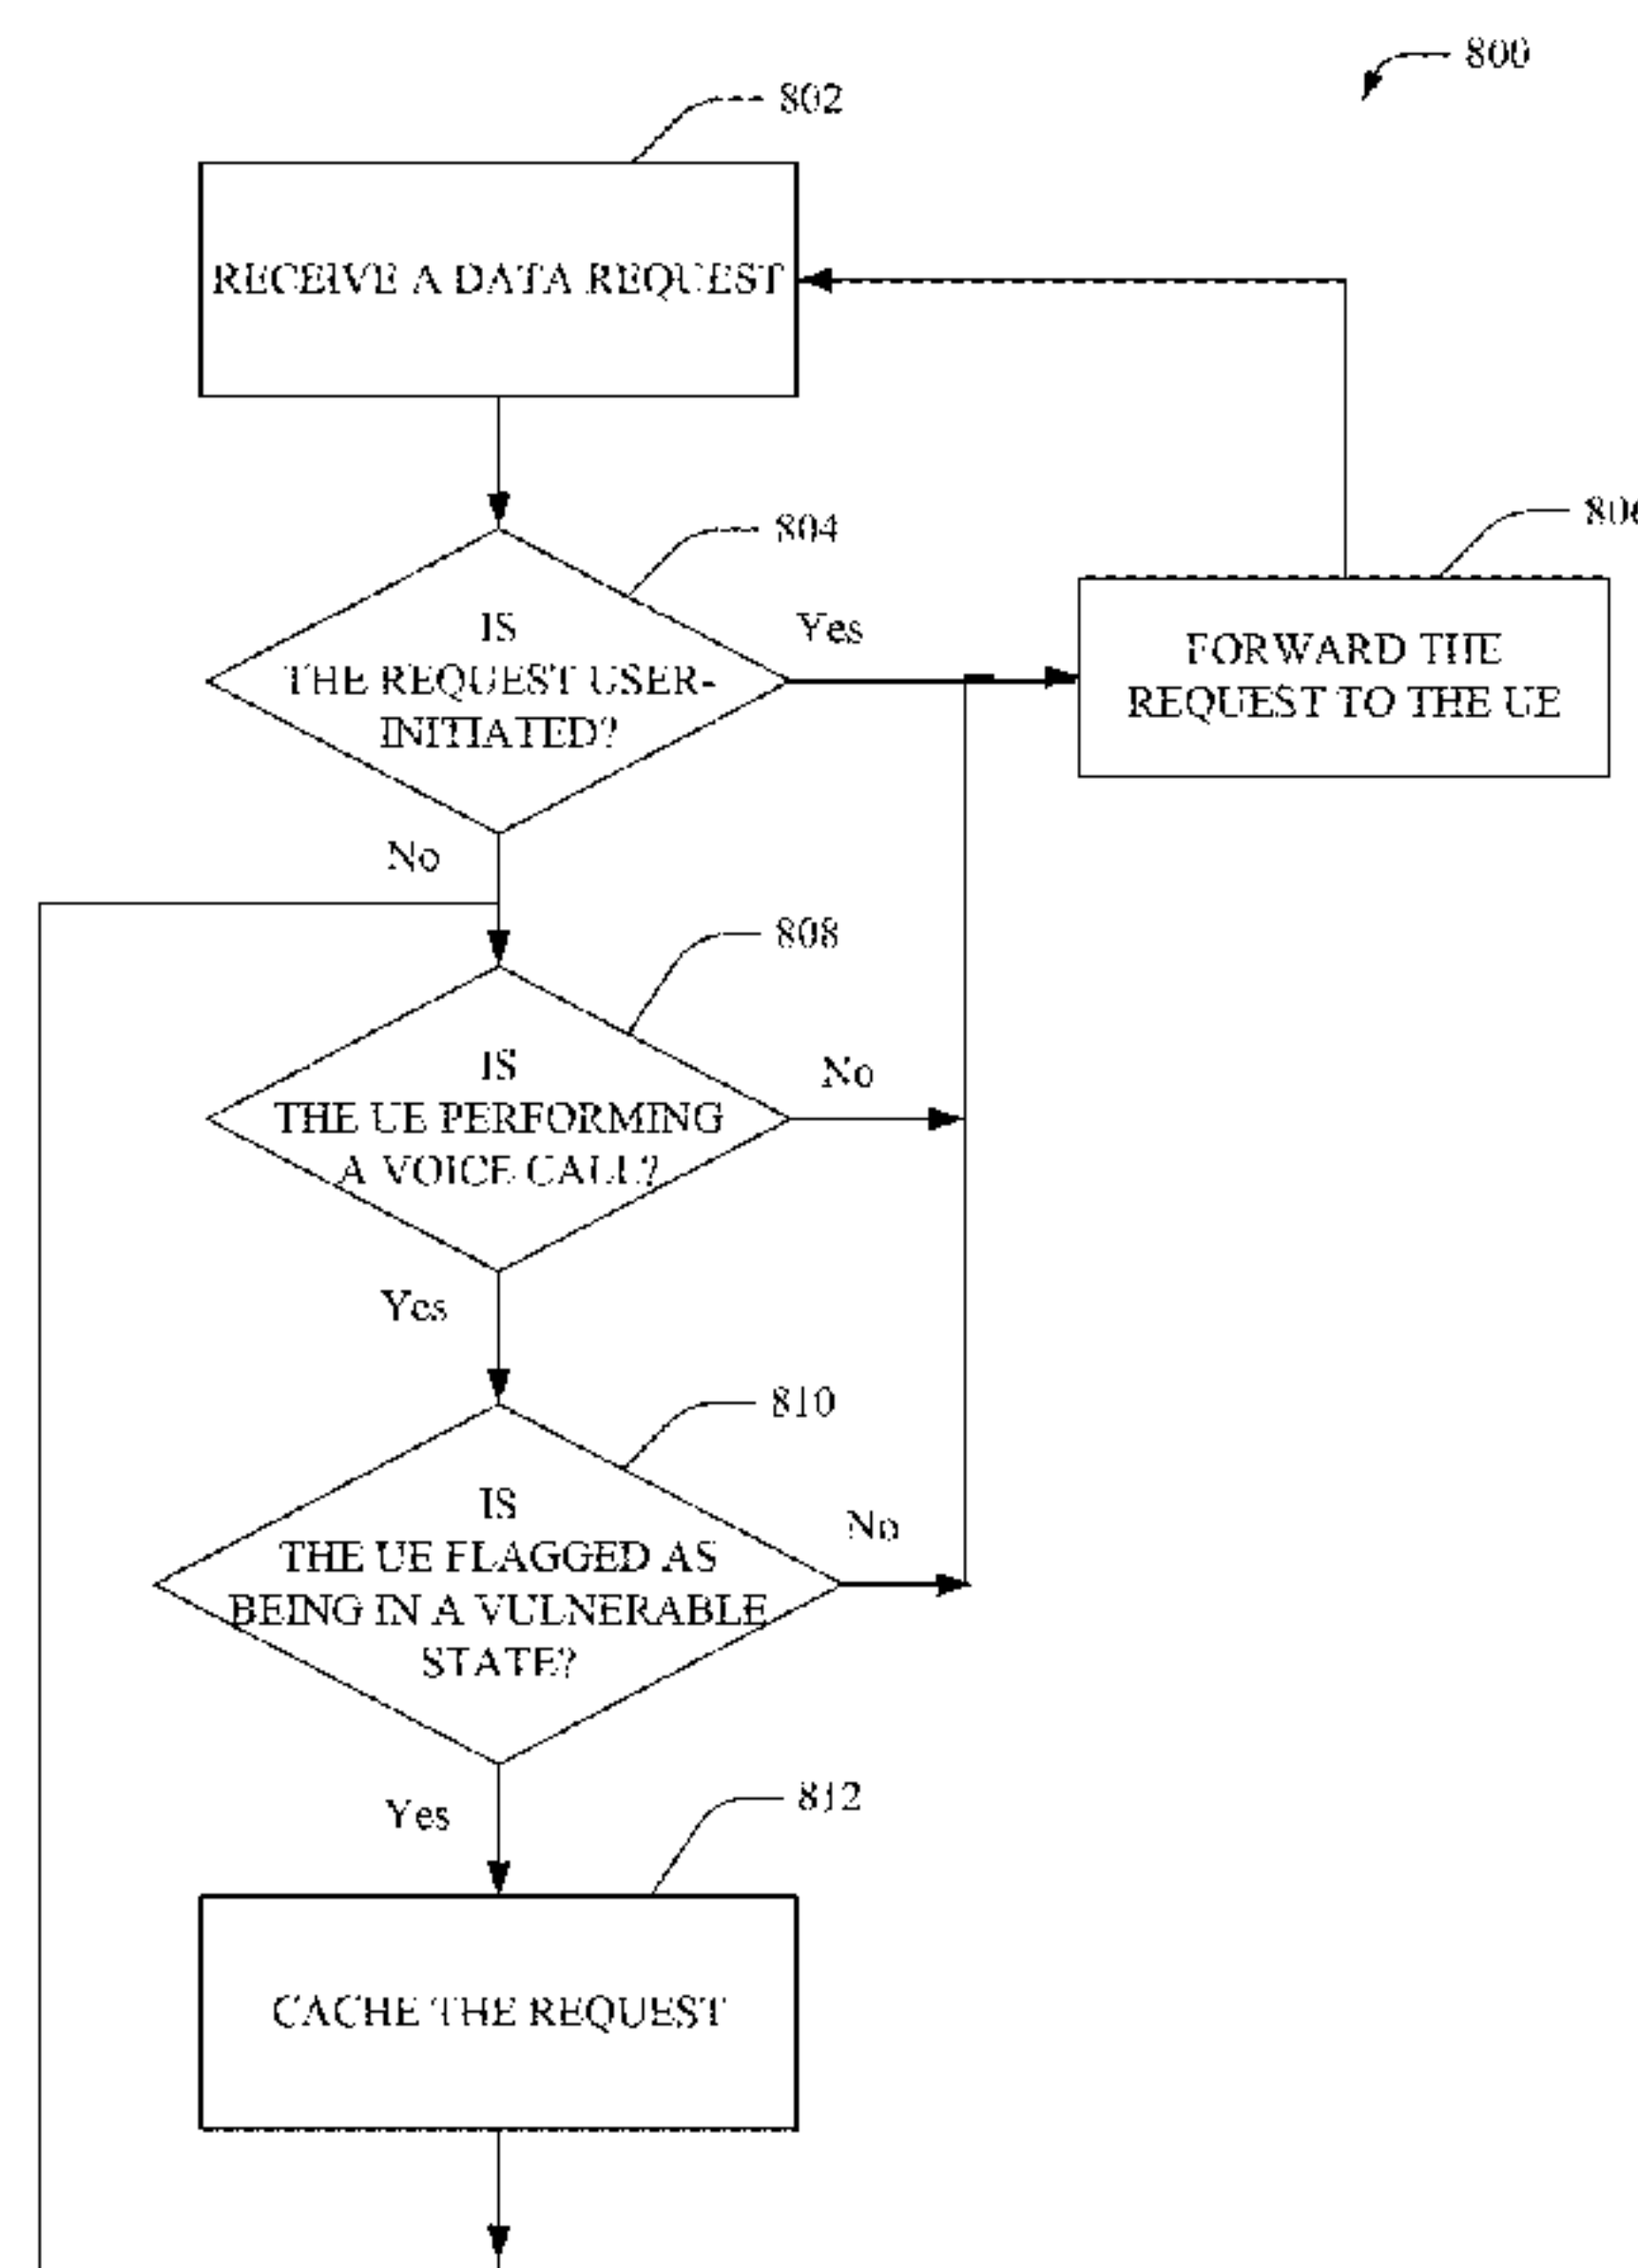 800
802
RECEIVE A DATA REQUEST
804
IS
THE REQUEST USER-
INITIATED?
Yes
FORWARD THE
REQUEST TO THE UE
No
808
IS
THE UE PERFORMING
A VOICE CALL?
No
Yes
810
IS
THE UE FLAGGED AS
BEING IN A VULNERABLE
STATE?
No
Yes
812
CACHE THE REQUEST